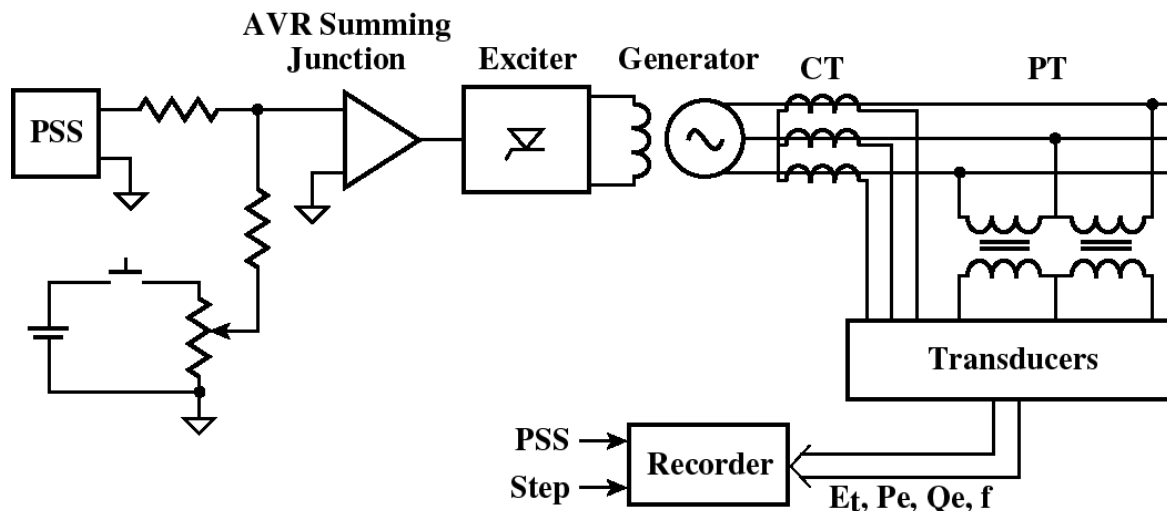 AVR Summing
Junction
Exciter
Generator
CT
PT
PSS
Transducers
PSS
Step
Recorder
Et, Pe, Qe, f